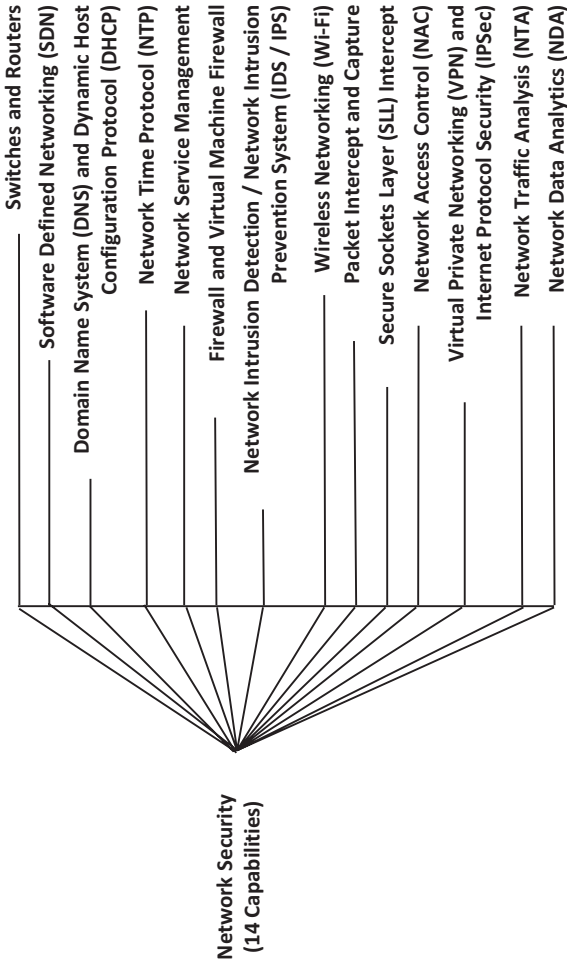 Network Security
(14 Capabilities)
Switches and Routers
Software Defined Networking (SDN)
Domain Name System (DNS) and Dynamic Host
Configuration Protocol (DHCP)
Network Time Protocol (NTP)
Network Service Management
Firewall and Virtual Machine Firewall
Network Intrusion Detection / Network Intrusion
Prevention System (IDS / IPS)
Wireless Networking (Wi-Fi)
Packet Intercept and Capture
Secure Sockets Layer (SLL) Intercept
Network Access Control (NAC)
Virtual Private Networking (VPN) and
Internet Protocol Security (IPSec)
Network Traffic Analysis (NTA)
Network Data Analytics (NDA)